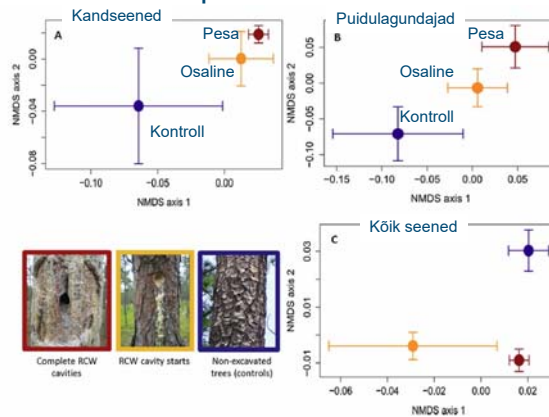 Kandseened
A
Pesa
Osaline
Kontroll
NMDS axis 2
0.00
−0.04
−0.08
−0.10
−0.05
0.00
NMDS axis 1
Puidulagundajad
B
Pesa
Osaline
Kontroll
NMDS axis 2
0.05
0.00
−0.05
−0.10
−0.15
−0.10
−0.05
0.00
0.05
NMDS axis 1
Complete RCW
cavities
RCW cavity starts
Non-excavated
trees (controls)
Kõik seened
C
NMDS axis 2
0.03
0.01
−0.01
−0.06
−0.04
−0.02
0.00
0.02
NMDS axis 1